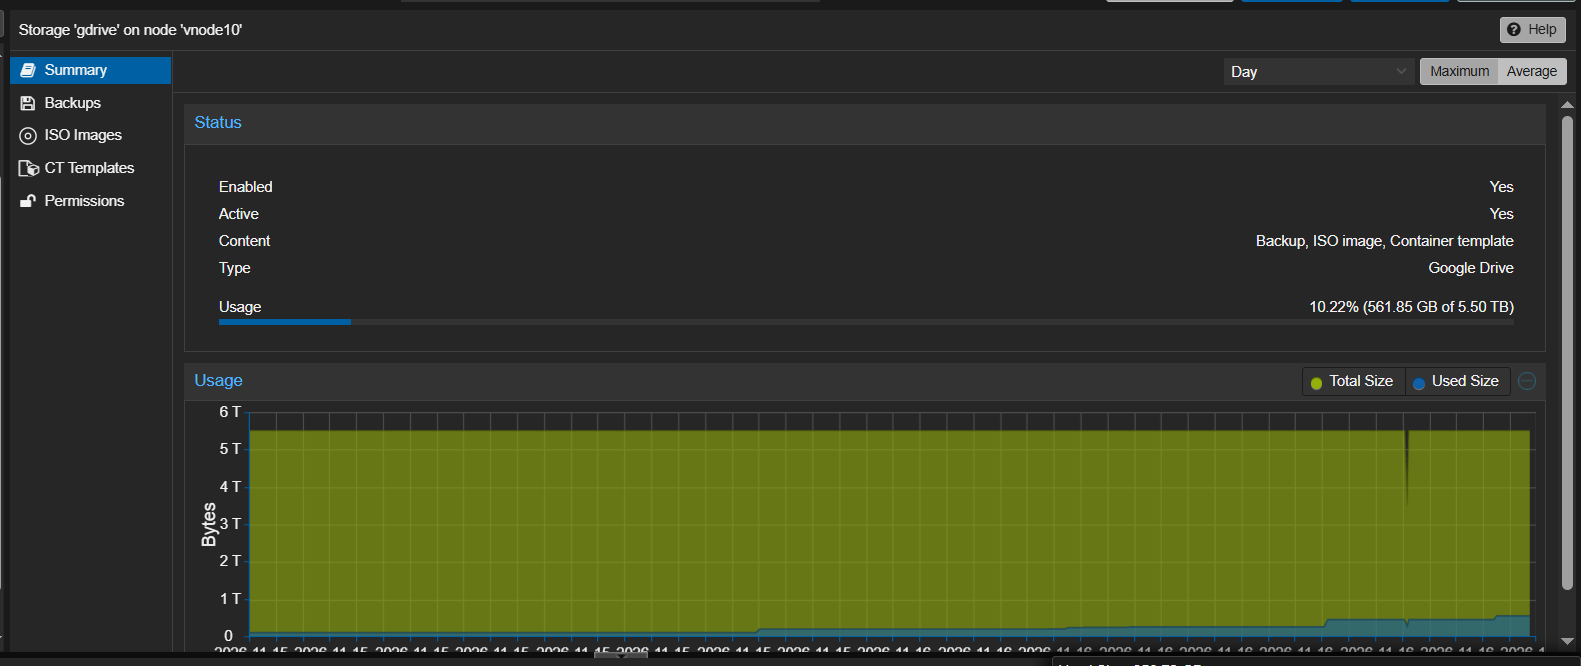 Storage 'gdrive' on node 'vnode10'
Help
Summary
Day
Maximum
Average
Backups
ISO Images
CT Templates
Permissions
Status
Enabled Yes
Active Yes
Content Backup, ISO image, Container template
Type Google Drive
Usage 10.22% (561.85 GB of 5.50 TB)
Usage
Total Size
Used Size
6 T
5 T
4 T
3 T
2 T
1 T
0
Bytes